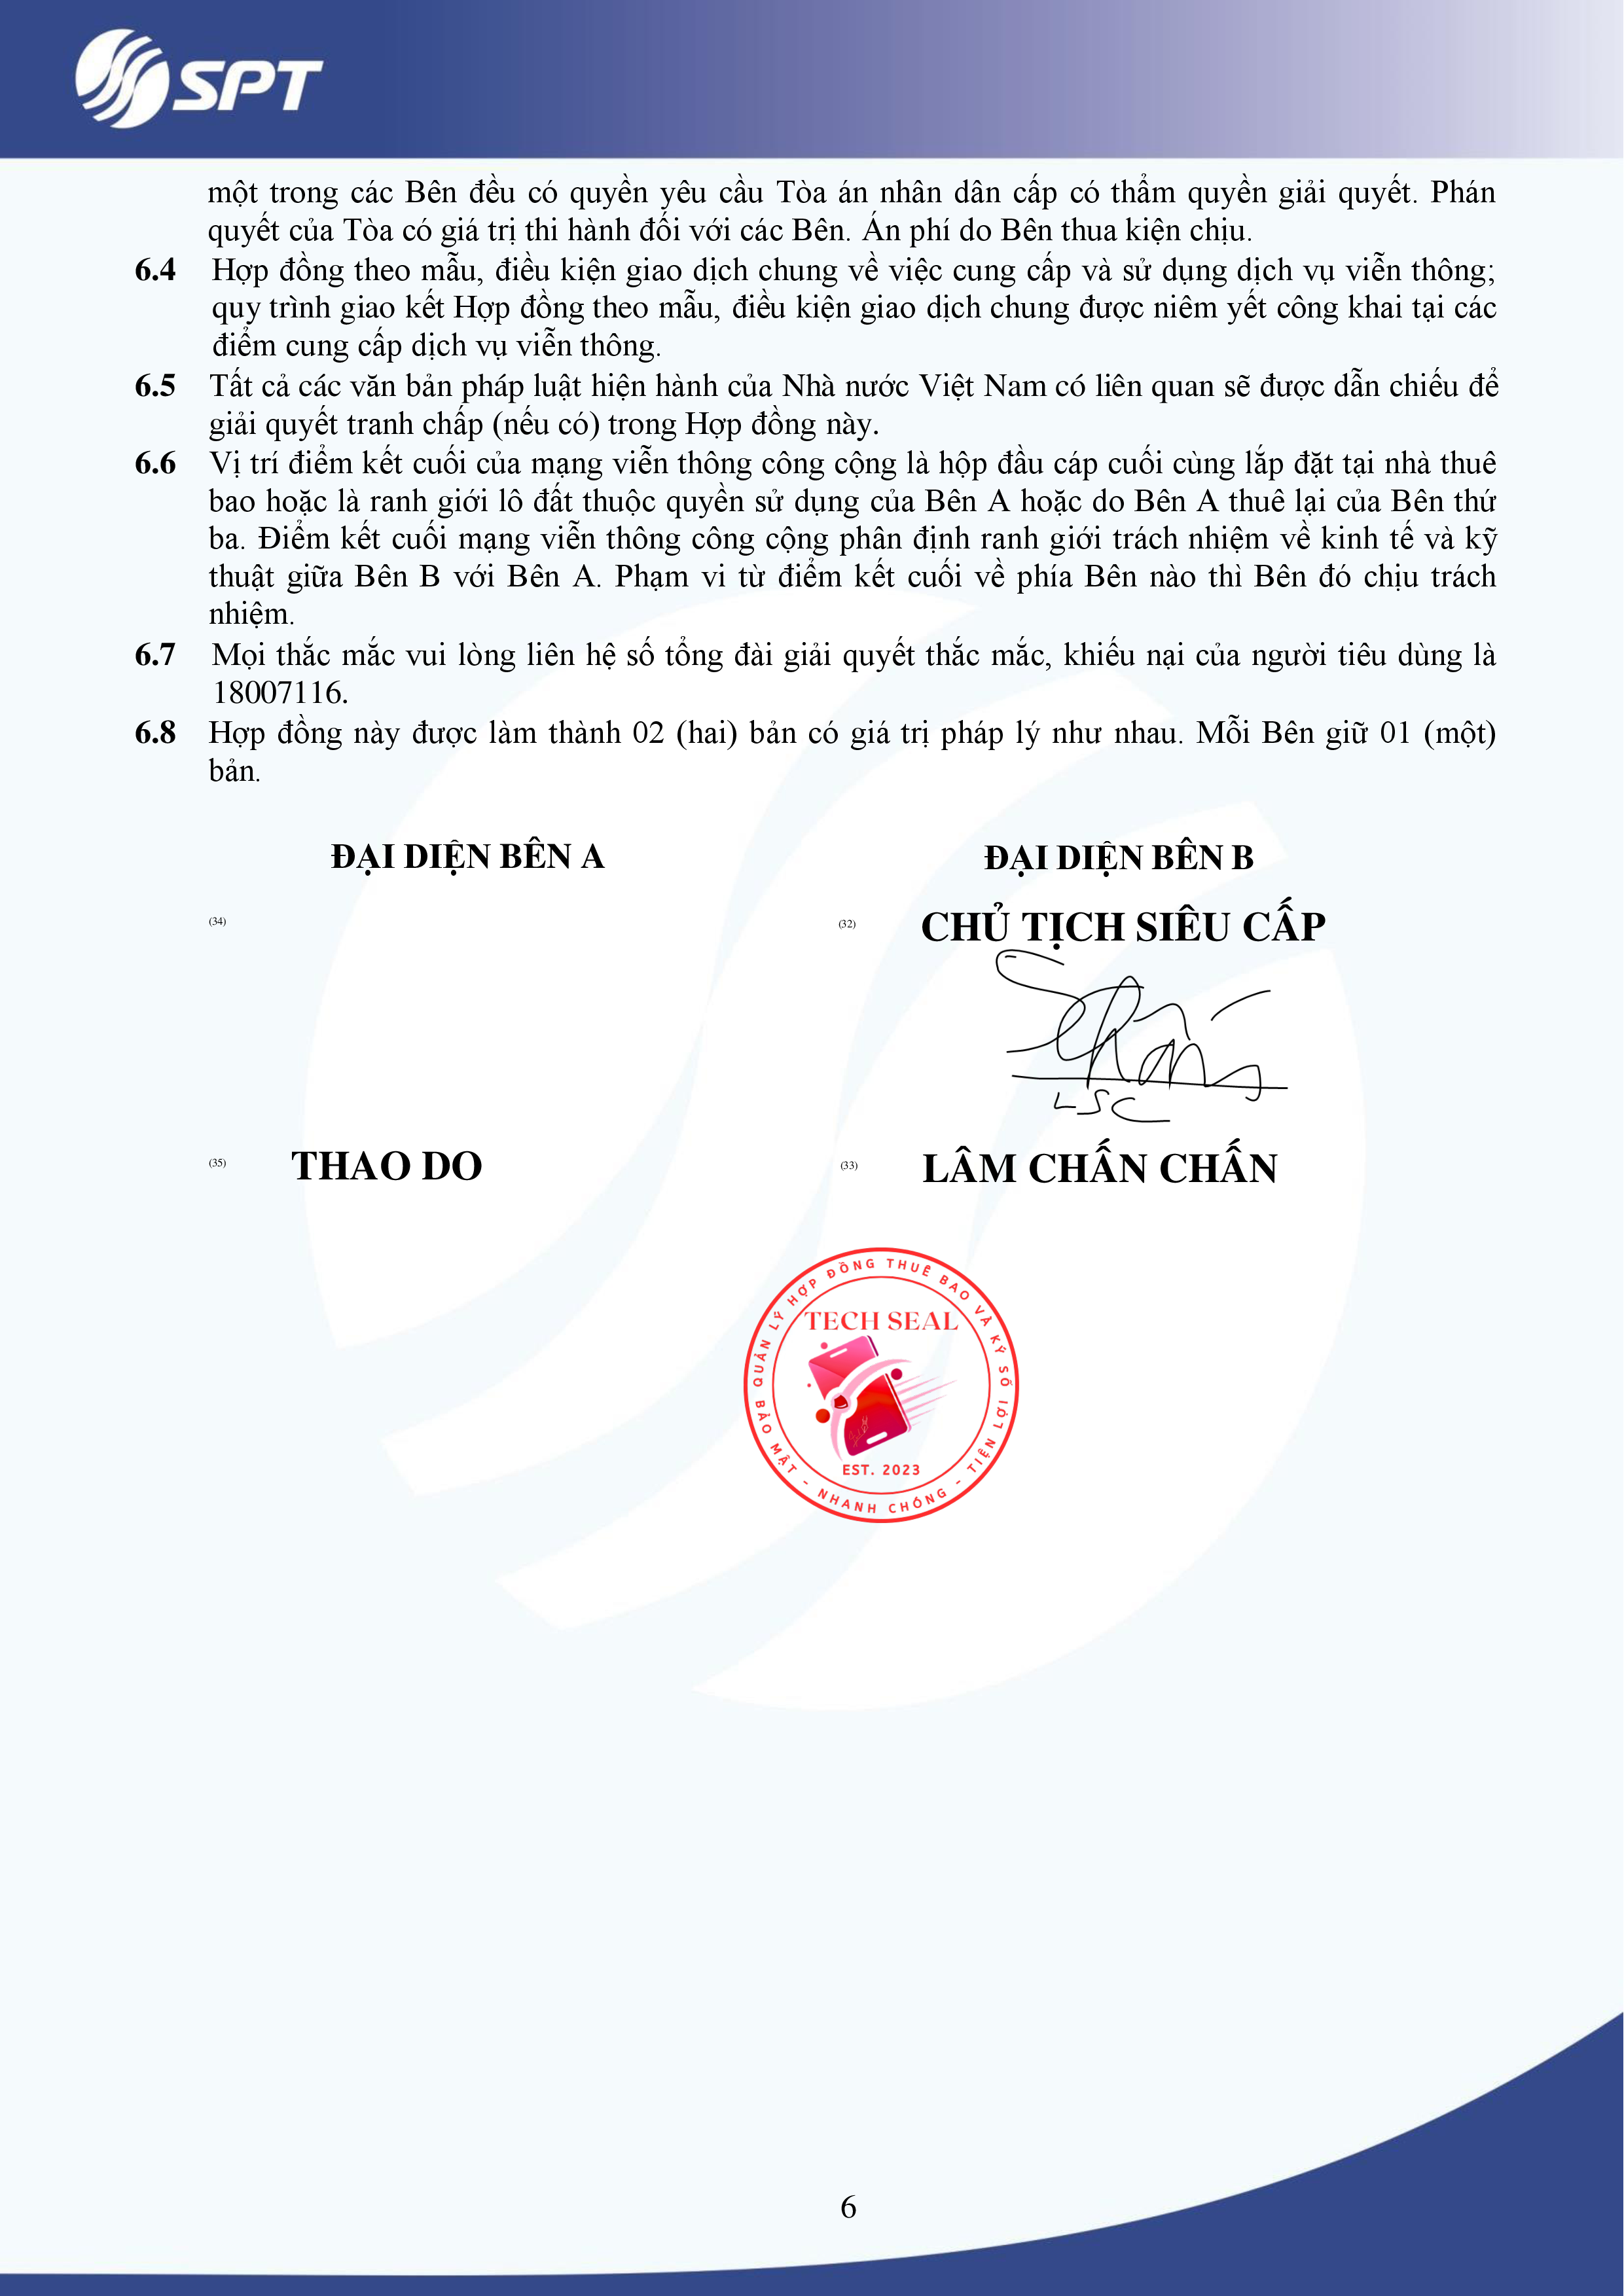 SPT
một trong các Bên đều có quyền yêu cầu Tòa án nhân dân cấp có thẩm quyền giải quyết. Phán
quyết của Tòa có giá trị thi hành đối với các Bên. Án phí do Bên thua kiện chịu.
6.4 Hợp đồng theo mẫu, điều kiện giao dịch chung về việc cung cấp và sử dụng dịch vụ viễn thông;
quy trình giao kết Hợp đồng theo mẫu, điều kiện giao dịch chung được niêm yết công khai tại các
điểm cung cấp dịch vụ viễn thông.
6.5 Tất cả các văn bản pháp luật hiện hành của Nhà nước Việt Nam có liên quan sẽ được dẫn chiếu để
giải quyết tranh chấp (nếu có) trong Hợp đồng này.
6.6 Vị trí điểm kết cuối của mạng viễn thông công cộng là hộp đầu cáp cuối cùng lắp đặt tại nhà thuê
bao hoặc là ranh giới lô đất thuộc quyền sử dụng của Bên A hoặc do Bên A thuê lại của Bên thứ
ba. Điểm kết cuối mạng viễn thông công cộng phân định ranh giới trách nhiệm về kinh tế và kỹ
thuật giữa Bên B với Bên A. Phạm vi từ điểm kết cuối về phía Bên nào thì Bên đó chịu trách
nhiệm.
6.7 Mọi thắc mắc vui lòng liên hệ số tổng đài giải quyết thắc mắc, khiếu nại của người tiêu dùng là
18007116.
6.8 Hợp đồng này được làm thành 02 (hai) bản có giá trị pháp lý như nhau. Mỗi Bên giữ 01 (một)
bản.
ĐẠI DIỆN BÊN A ĐẠI DIỆN BÊN B
(34) (32) CHỦ TỊCH SIÊU CẤP
LSC
(35) THAO DO (33) LÂM CHẤN CHẤN
QUẢN LÝ HỢP ĐỒNG THUÊ BAO VÀ KÝ SỐ
TECH SEAL
EST. 2023
BẢO MẬT - NHANH CHÓNG - TIỆN LỢI
6